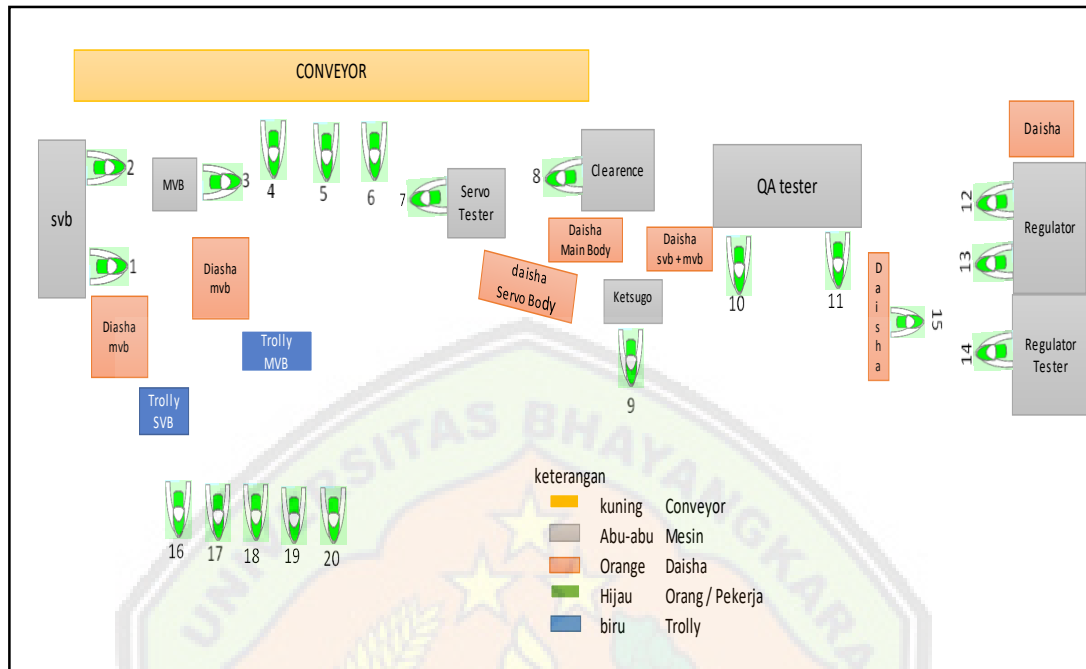 CONVEYOR
Daisha
svb
2
MVB
3
4
5
6
7
Servo
Tester
8
Clearence
QA tester
12
Regulator
13
1
Diasha
mvb
daisha
Servo Body
Daisha
Main Body
Daisha
svb + mvb
Ketsugo
10
11
Daisha
15
14
Regulator
Tester
Diasha
mvb
Trolly
MVB
Trolly
SVB
9
16
17
18
19
20
keterangan
kuning Conveyor
Abu-abu Mesin
Orange Daisha
Hijau Orang / Pekerja
biru Trolly
UNIVERSITAS BHAYANGKARA